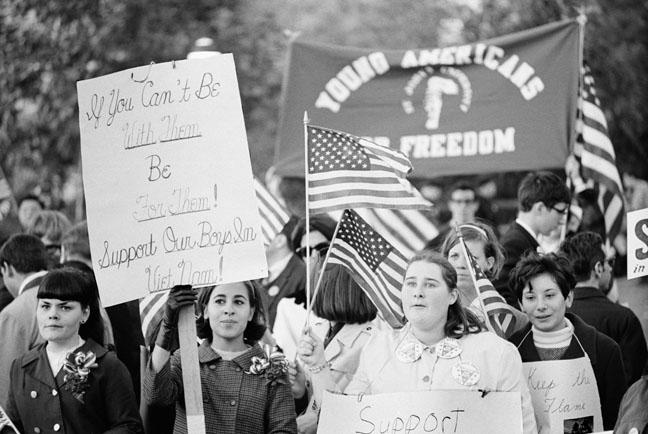 If You Can't Be
With Them
Be
For Them!
Support Our Boys In
Viet Nam!
YOUNG AMERICANS
FOR FREEDOM
S
in
Support
Keep the
Flame